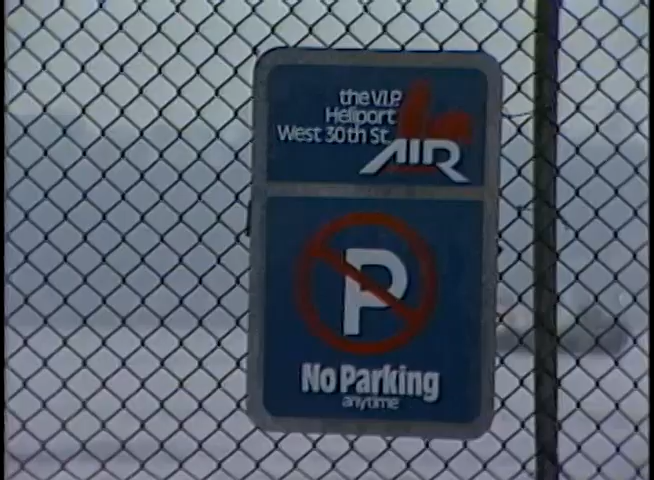 the V.I.P.
Heliport
West 30th St.
AIR
P
No Parking
anytime